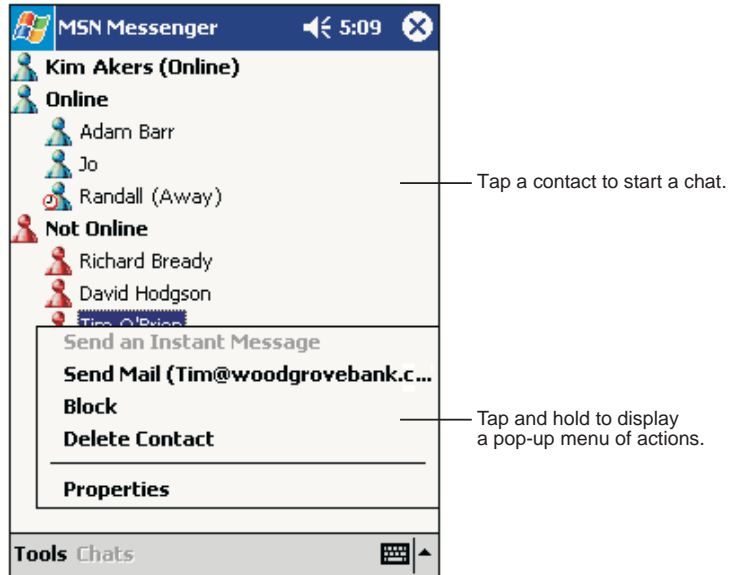 MSN Messenger 5:09
Kim Akers (Online)
Online
Adam Barr
Jo
Randall (Away)
Tap a contact to start a chat.
Not Online
Richard Bready
David Hodgson
Tim O'Brien
Send an Instant Message
Send Mail (Tim@woodgrovebank.c...
Block
Delete Contact
Tap and hold to display
a pop-up menu of actions.
Properties
Tools Chats